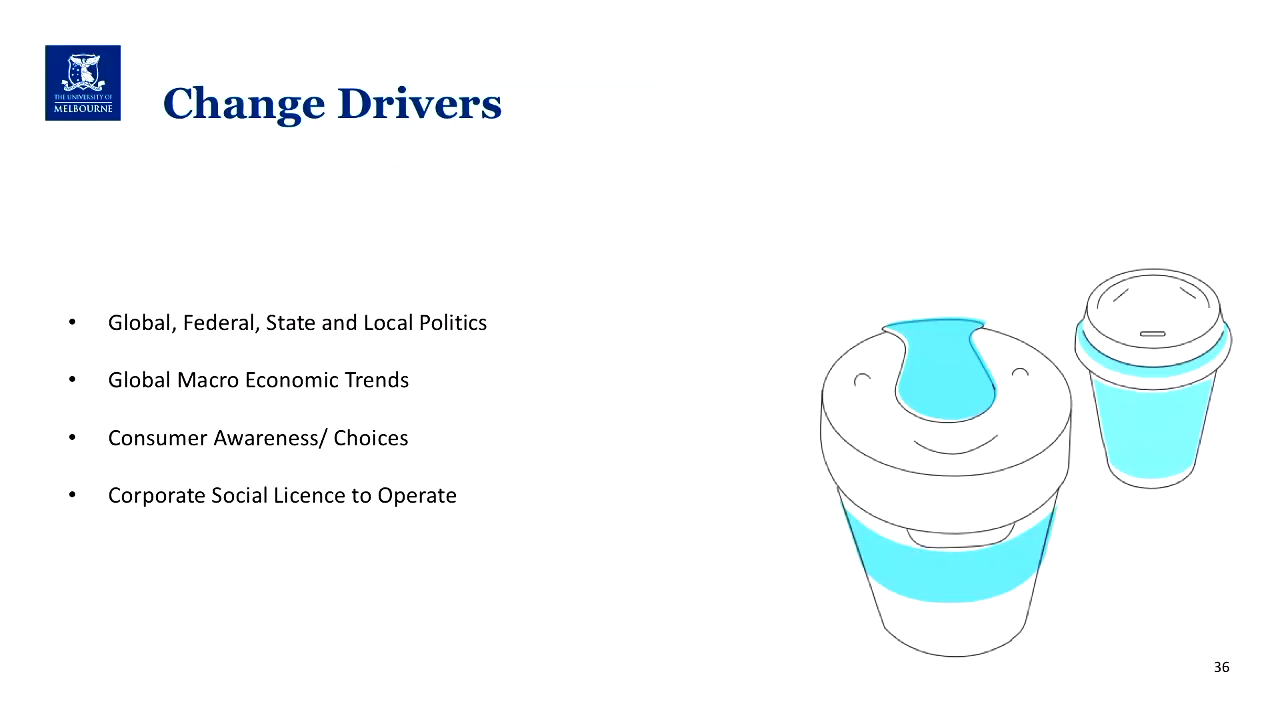 THE UNIVERSITY OF
MELBOURNE
Change Drivers
• Global, Federal, State and Local Politics
• Global Macro Economic Trends
• Consumer Awareness/ Choices
• Corporate Social Licence to Operate
36